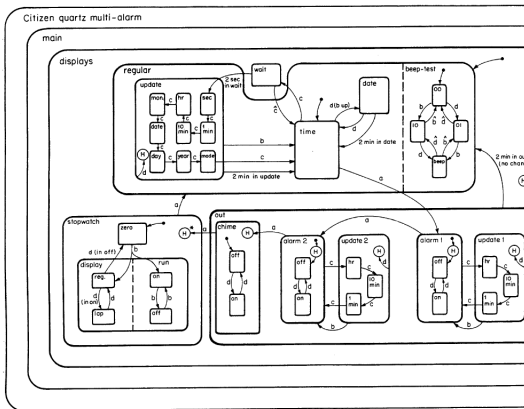 Citizen quartz multi-alarm
main
displays
regular
update
mon.
c
hr
c
sec
date
c
10 min
c
1 min
H
d
day
c
year
c
mode
2 sec in wait
wait
c
ĉ
c
time
d (b up)
d
date
2 min in date
b
c
2 min in update
beep-test
00
b
d
b̂
d̂
10
01
d̂
b̂
d
b
beep
2 min in ou
(no chan
H
a
a
stopwatch
zero
d (in off)
b
display
run
reg.
d
(in on)
d
lap
on
b
b
off
H*
a
out
chime
H
a
off
d
d
on
alarm 2
H
off
d
d
on
c
c
b
update 2
H
d
hr
c
10 min
c
1 min
a
alarm 1
H
off
d
d
on
c
c
b
update 1
H
d
hr
c
10 min
c
1 min